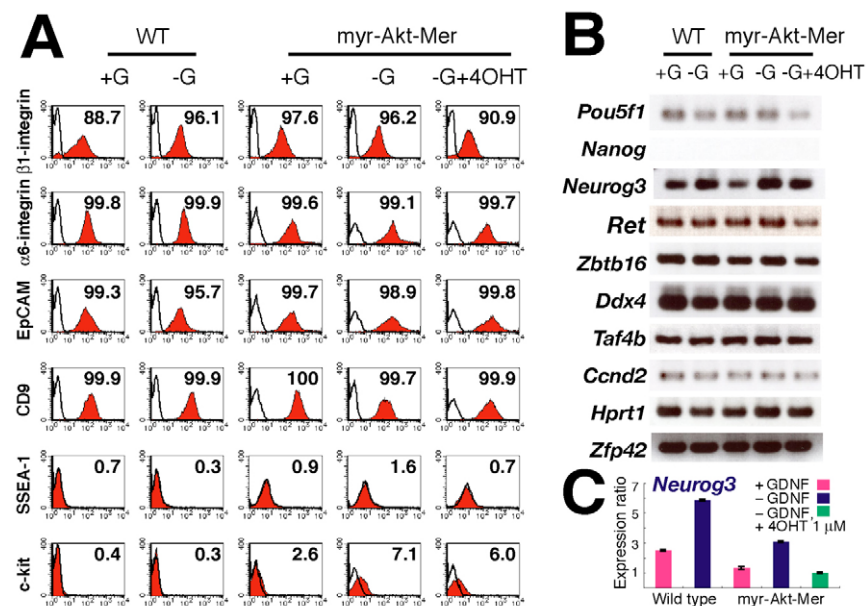 A
WT
myr-Akt-Mer
+G -G +G -G -G+4OHT
β1-integrin
88.7 96.1 97.6 96.2 90.9
α6-integrin
99.8 99.9 99.6 99.1 99.7
EpCAM
99.3 95.7 99.7 98.9 99.8
CD9
99.9 99.9 100 99.7 99.9
SSEA-1
0.7 0.3 0.9 1.6 0.7
c-kit
0.4 0.3 2.6 7.1 6.0
B
WT myr-Akt-Mer
+G -G +G -G -G+4OHT
Pou5f1
Nanog
Neurog3
Ret
Zbtb16
Ddx4
Taf4b
Ccnd2
Hprt1
Zfp42
C
Neurog3
+ GDNF
− GDNF
− GDNF,
+ 4OHT 1 μM
Expression ratio
7
5
3
1
Wild type myr-Akt-Mer